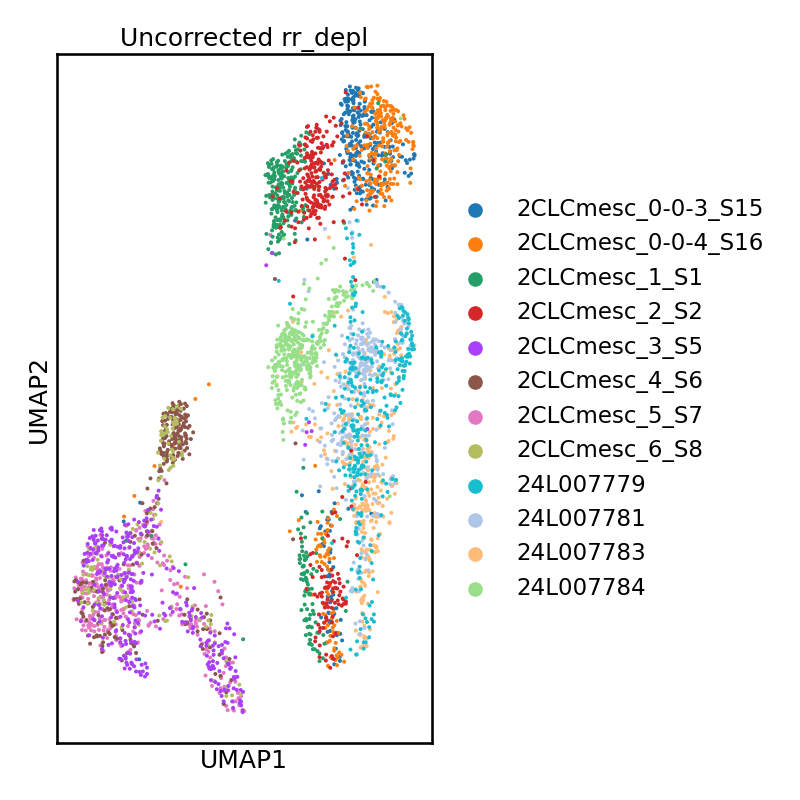 Uncorrected rr_depl
UMAP2
UMAP1
2CLCmesc_0-0-3_S15
2CLCmesc_0-0-4_S16
2CLCmesc_1_S1
2CLCmesc_2_S2
2CLCmesc_3_S5
2CLCmesc_4_S6
2CLCmesc_5_S7
2CLCmesc_6_S8
24L007779
24L007781
24L007783
24L007784